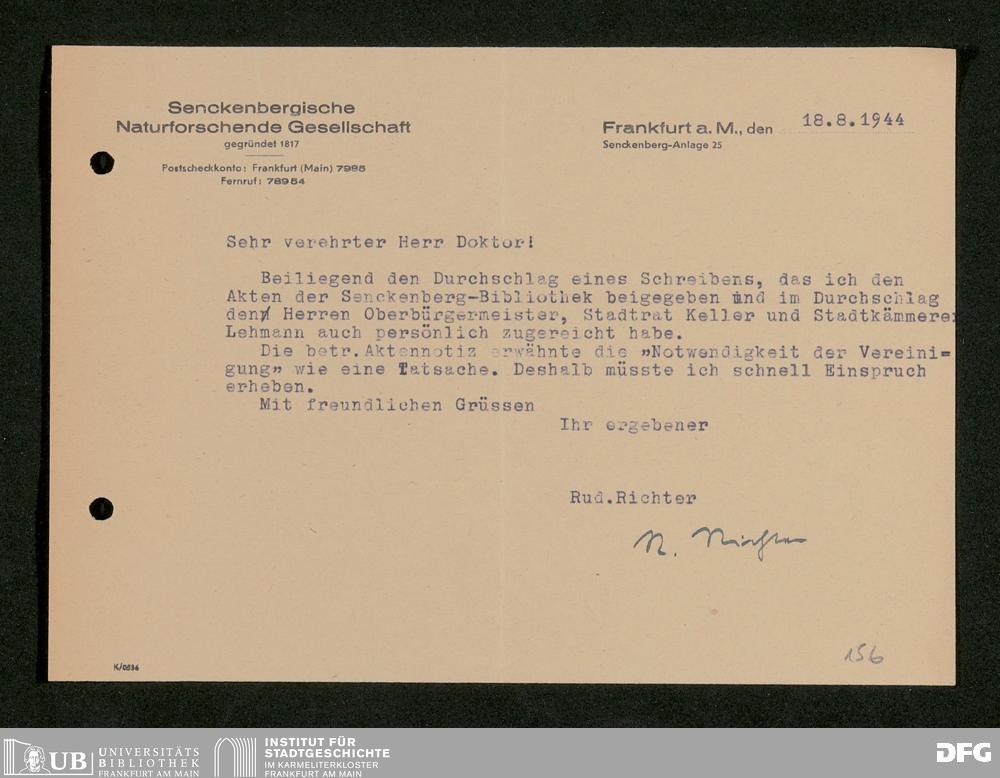 Senckenbergische
Naturforschende Gesellschaft
gegründet 1817
Postscheckkonto: Frankfurt (Main) 7985
Fernruf: 78954
Frankfurt a. M., den 18.8.1944
Senckenberg-Anlage 25
Sehr verehrter Herr Doktor!
Beiliegend den Durchschlag eines Schreibens, das ich den
Akten der Senckenberg-Bibliothek beigegeben und im Durchschlag
den Herren Oberbürgermeister, Stadtrat Keller und Stadtkämmerer
Lehmann auch persönlich zugereicht habe.
Die betr. Aktennotiz erwähnte die »Notwendigkeit der Vereini=
gung» wie eine Tatsache. Deshalb müsste ich schnell Einspruch
erheben.
Mit freundlichen Grüssen
Ihr ergebener
Rud.Richter
R. Richter
156
K/0536
UB UNIVERSITÄTS
BIBLIOTHEK
FRANKFURT AM MAIN
INSTITUT FÜR
STADTGESCHICHTE
IM KARMELITERKLOSTER
FRANKFURT AM MAIN
DFG